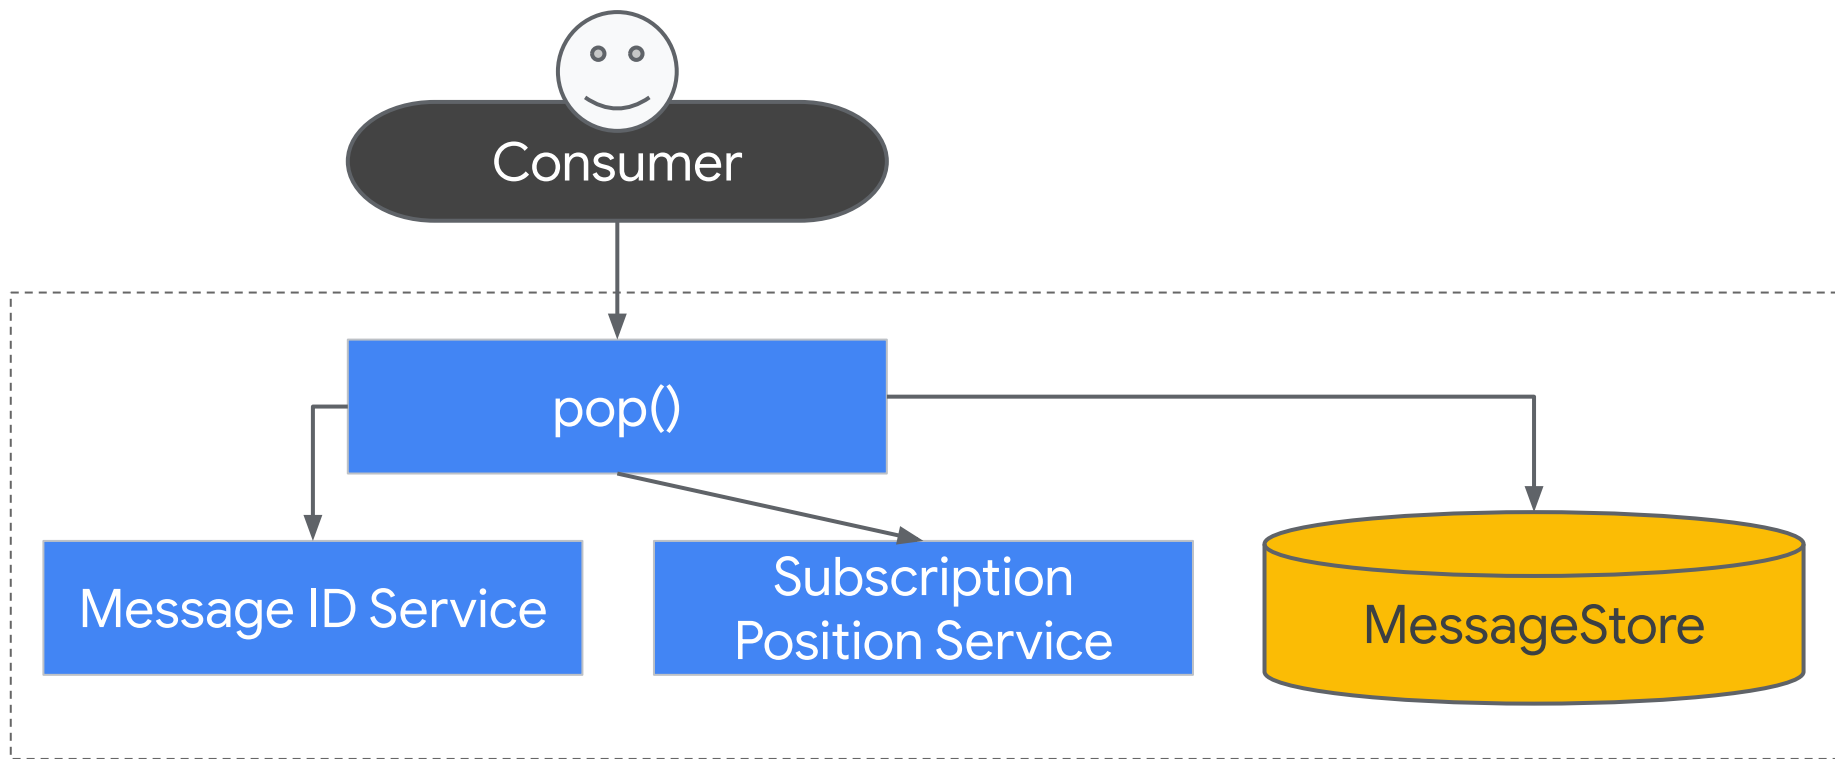 Consumer
pop()
Message ID Service
Subscription
Position Service
MessageStore